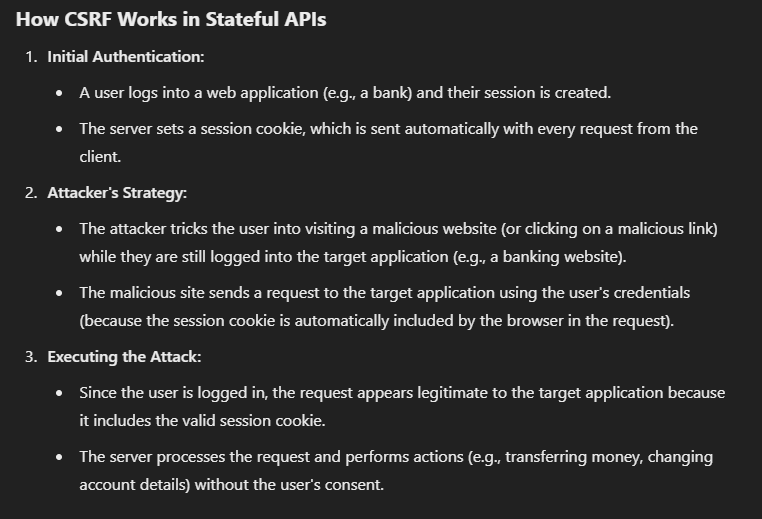 How CSRF Works in Stateful APIs
1. Initial Authentication:
• A user logs into a web application (e.g., a bank) and their session is created.
• The server sets a session cookie, which is sent automatically with every request from the
client.
2. Attacker's Strategy:
• The attacker tricks the user into visiting a malicious website (or clicking on a malicious link)
while they are still logged into the target application (e.g., a banking website).
• The malicious site sends a request to the target application using the user's credentials
(because the session cookie is automatically included by the browser in the request).
3. Executing the Attack:
• Since the user is logged in, the request appears legitimate to the target application because
it includes the valid session cookie.
• The server processes the request and performs actions (e.g., transferring money, changing
account details) without the user's consent.